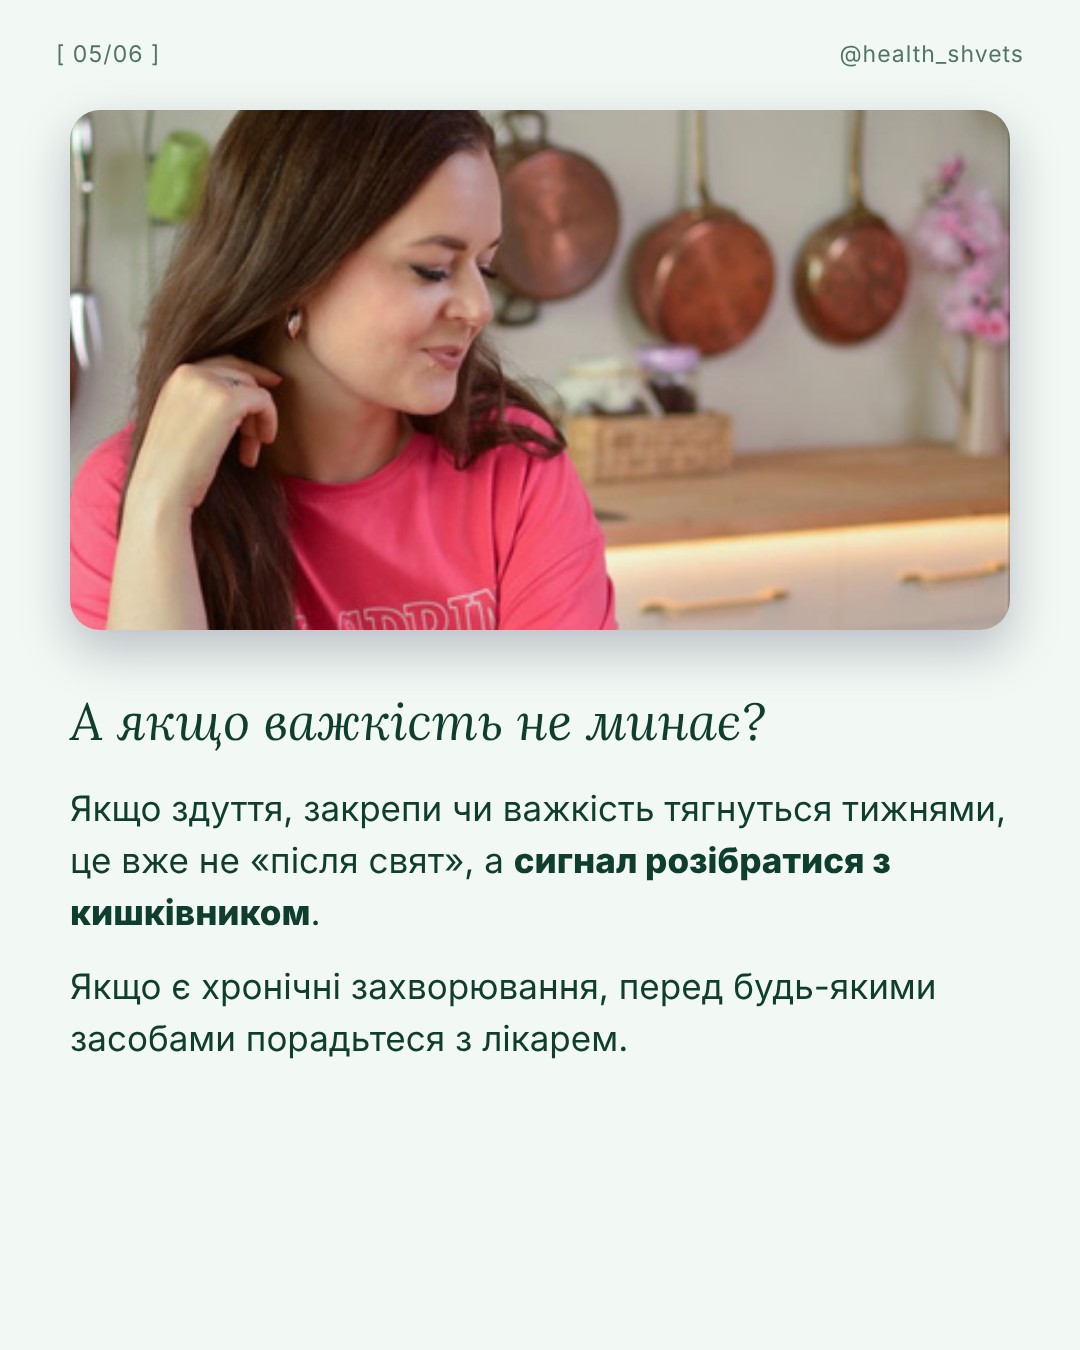 [ 05/06 ]
@health_shvets
А якщо важкість не минає?
Якщо здуття, закрепи чи важкість тягнуться тижнями,
це вже не «після свят», а сигнал розібратися з
кишківником.
Якщо є хронічні захворювання, перед будь-якими
засобами порадьтеся з лікарем.